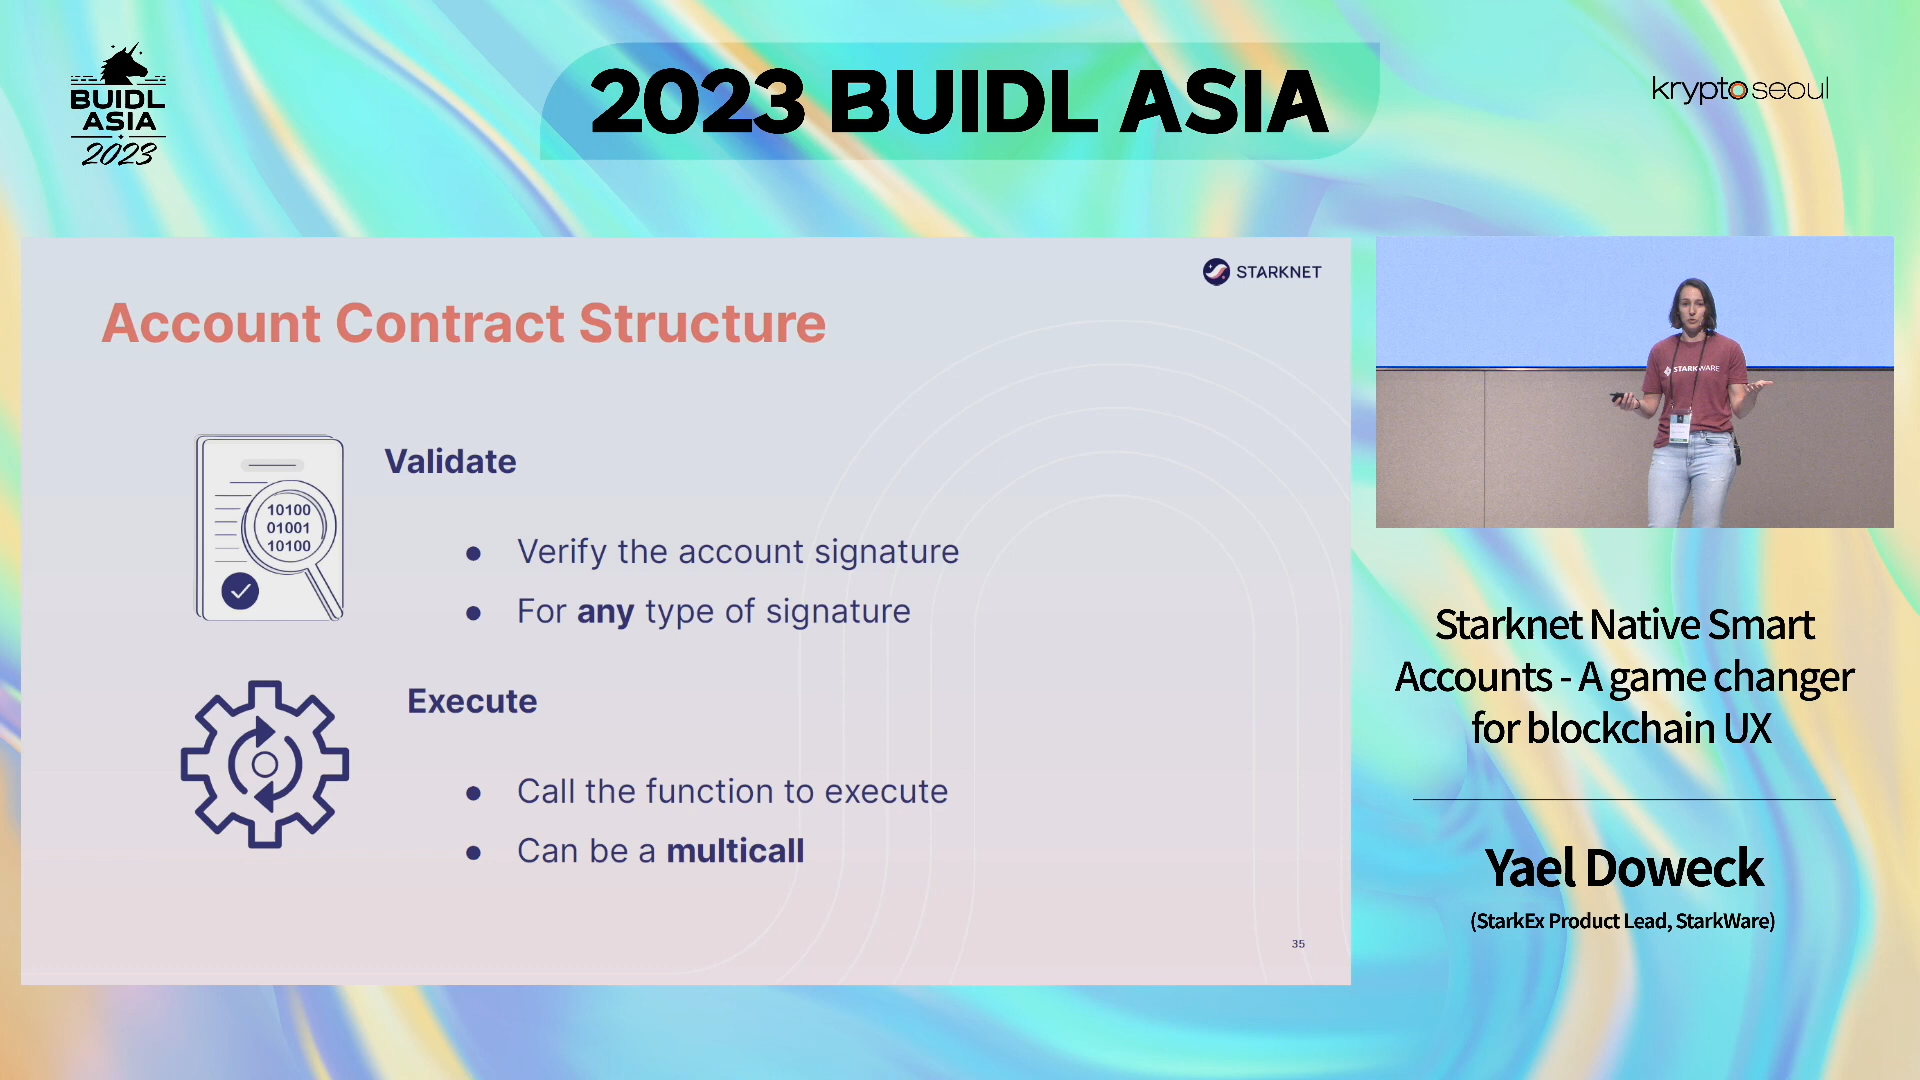 BUIDL
ASIA
2023
2023 BUIDL ASIA
kryptoseoul
STARKNET
Account Contract Structure
10100
01001
10100
Validate
● Verify the account signature
● For any type of signature
Execute
● Call the function to execute
● Can be a multicall
35
STARKWARE
Starknet Native Smart
Accounts - A game changer
for blockchain UX
Yael Doweck
(StarkEx Product Lead, StarkWare)